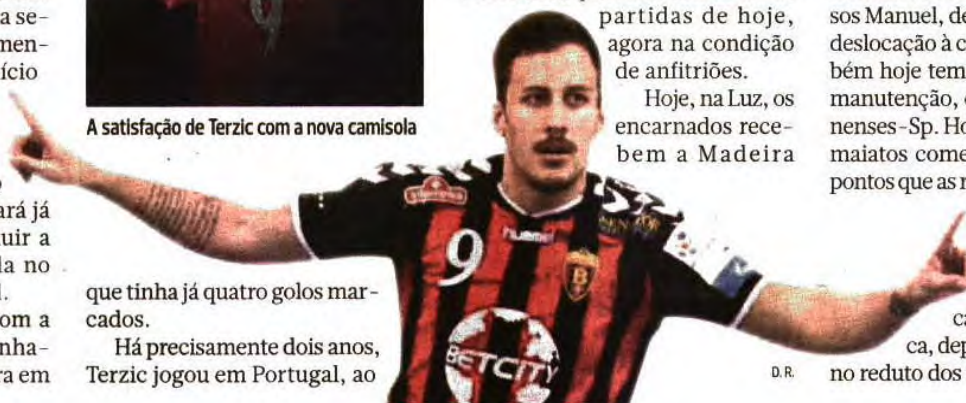 a se-
men-
ício
ará já
uir a
la no
l.
om a
nha-
ra em
9
A satisfação de Terzic com a nova camisola
que tinha já quatro golos mar-
cados.
Há precisamente dois anos,
Terzic jogou em Portugal, ao
hummel
9
B
BETCITY
partidas de hoje,
agora na condição
de anfitriões.
Hoje, na Luz, os
encarnados rece-
bem a Madeira
D. R.
sos Manuel, de
deslocação à c
bém hoje tem
manutenção,
nenses-Sp. Ho
maiatos come
pontos que as r
ca
ca, dep
no reduto dos